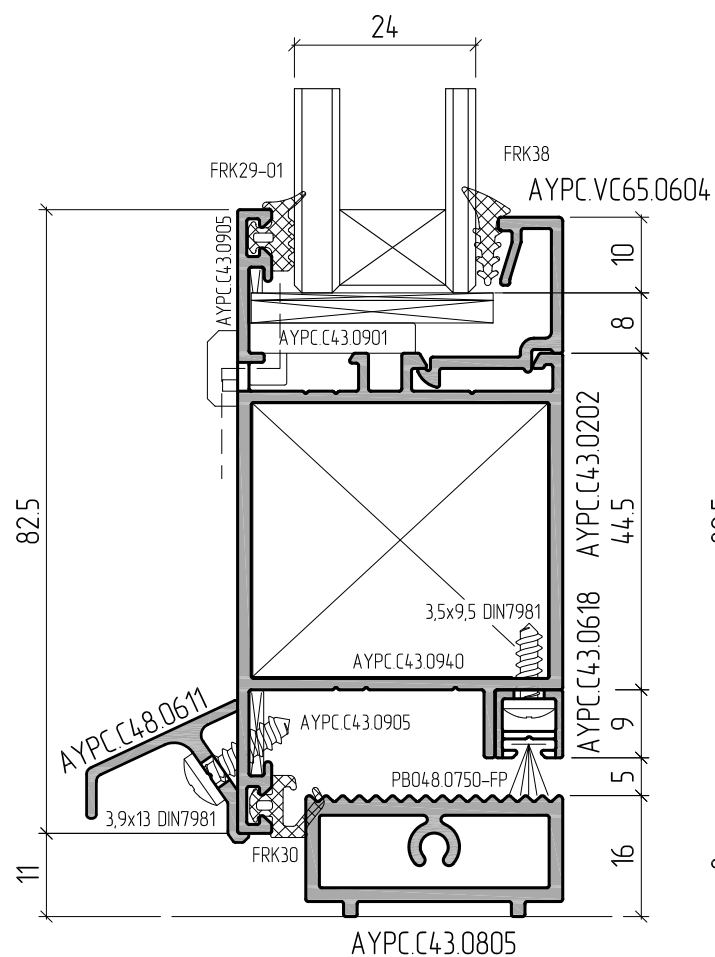 24
FRK29-01
FRK38
AYPC.VC65.0604
AYPC.C43.0905
10
8
AYPC.C43.0901
AYPC.C43.0202
44.5
82.5
3,5x9,5 DIN7981
AYPC.C43.0618
AYPC.C43.0940
AYPC.C48.0611
AYPC.C43.0905
9
PB048.0750-FP
5
3,9x13 DIN7981
FRK30
11
16
AYPC.C43.0805